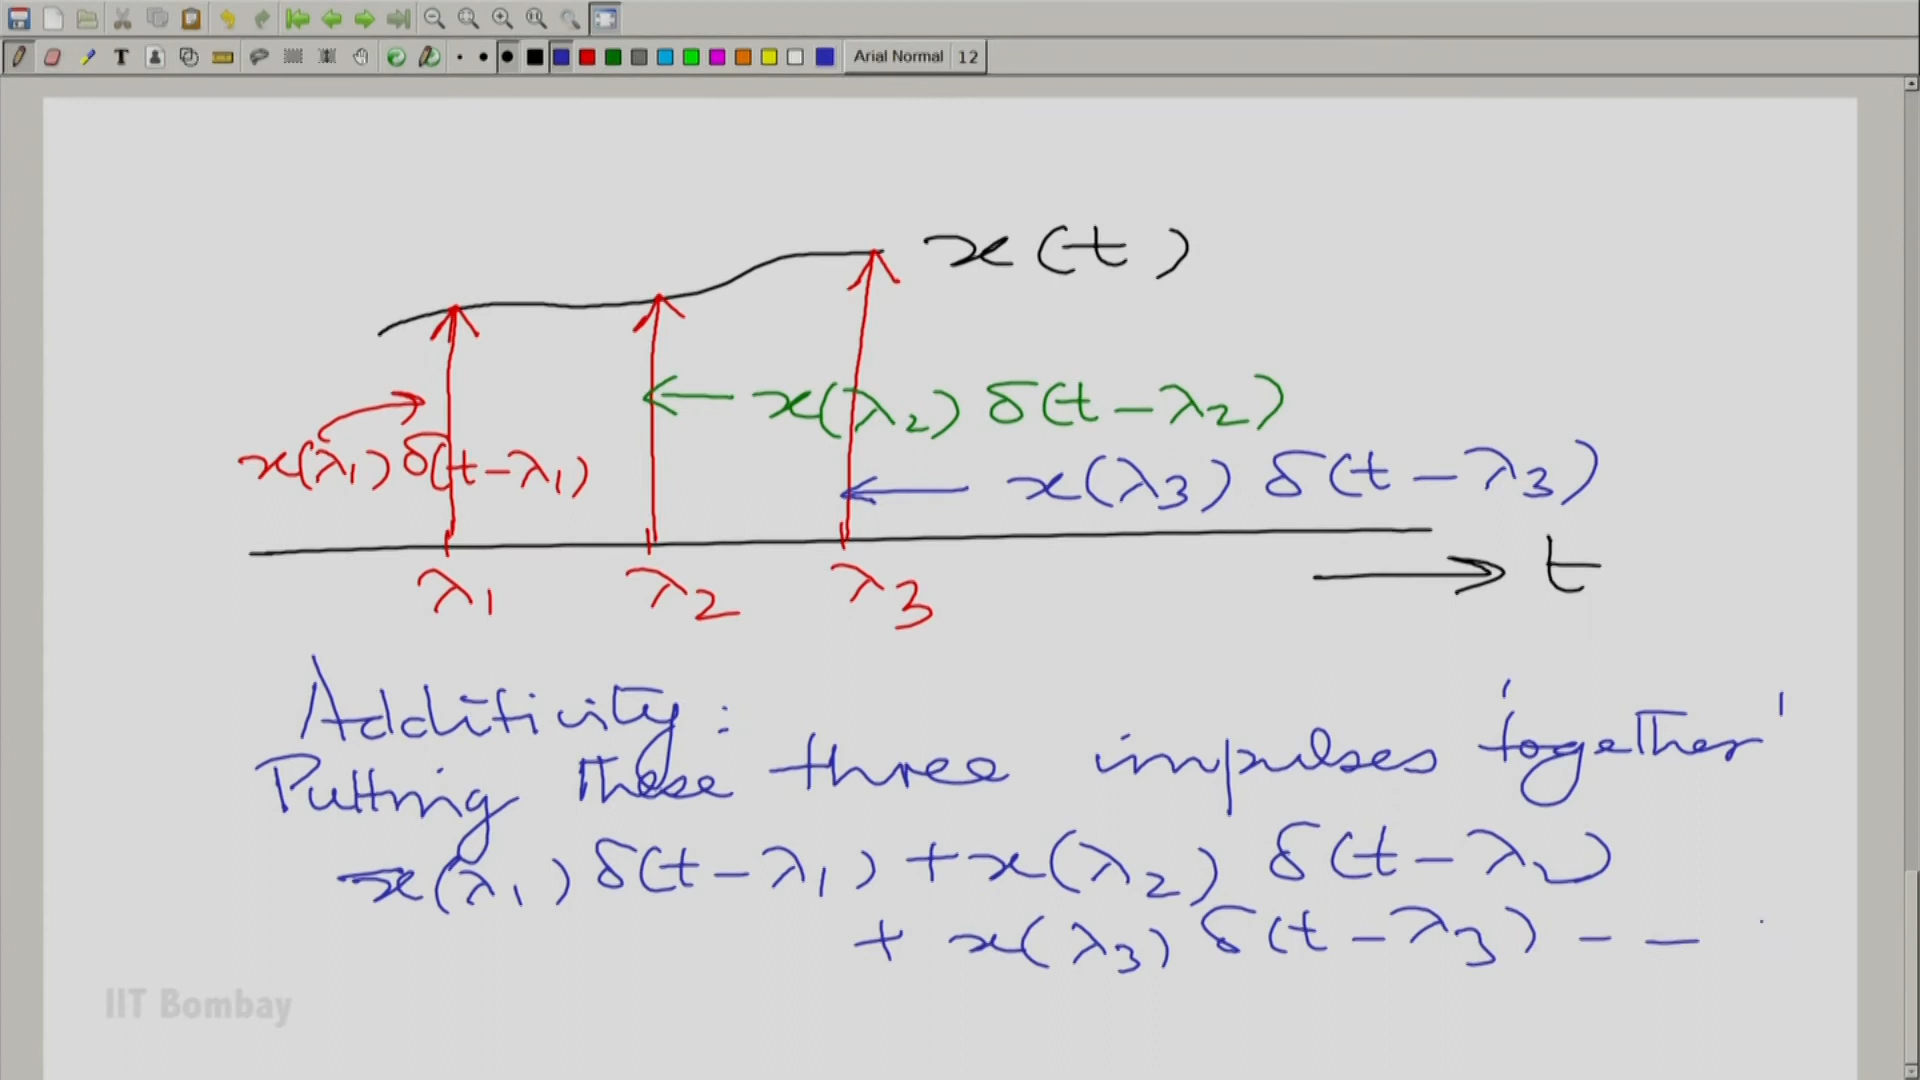 Arial Normal 12
x(t)
x(λ2) δ(t-λ2)
x(λ1) δ(t-λ1)
x(λ3) δ(t-λ3)
t
λ1 λ2 λ3
Additivity:
Putting these three impulses 'together'
x(λ1) δ(t-λ1) + x(λ2) δ(t-λ2)
+ x(λ3) δ(t-λ3) - -
IIT Bombay